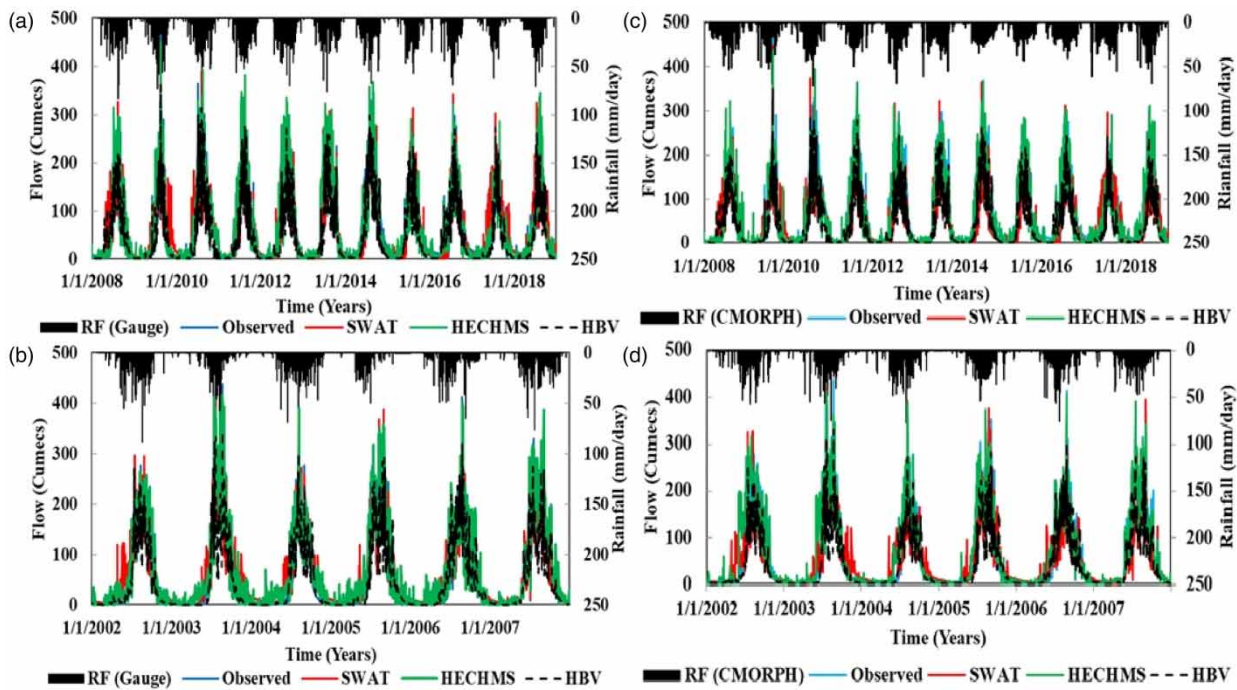 (a)
500
400
300
200
100
0
Flow (Cumecs)
0
50
100
150
200
250
Rainfall (mm/day)
1/1/2008 1/1/2010 1/1/2012 1/1/2014 1/1/2016 1/1/2018
Time (Years)
RF (Gauge) Observed SWAT HECHMS HBV
(c)
500
400
300
200
100
0
Flow (Cumecs)
0
50
100
150
200
250
Rianfall (mm/day)
1/1/2008 1/1/2010 1/1/2012 1/1/2014 1/1/2016 1/1/2018
Time (Years)
RF (CMORPH) Observed SWAT HECHMS HBV
(b)
500
400
300
200
100
0
Flow (Cumecs)
0
50
100
150
200
250
Rainfall (mm/day)
1/1/2002 1/1/2003 1/1/2004 1/1/2005 1/1/2006 1/1/2007
Time (Years)
RF (Gauge) Observed SWAT HECHMS HBV
(d)
500
400
300
200
100
0
Flow (Cumecs)
0
50
100
150
200
250
Rainfall (mm/day)
1/1/2002 1/1/2003 1/1/2004 1/1/2005 1/1/2006 1/1/2007
Time (Years)
RF (CMORPH) Observed SWAT HECHMS HBV